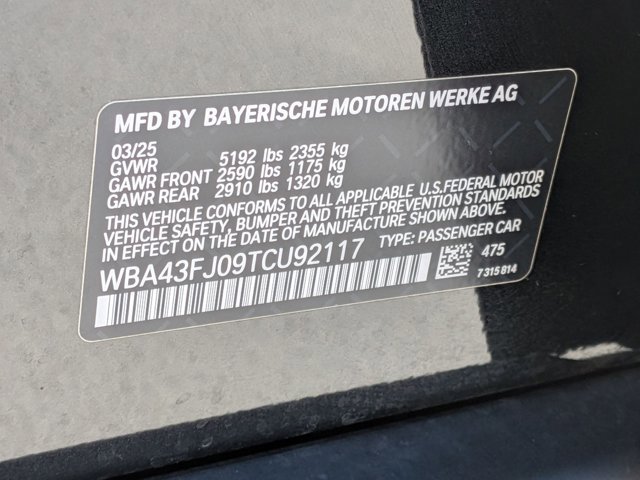 MFD BY BAYERISCHE MOTOREN WERKE AG
03/25
GVWR 5192 lbs 2355 kg
GAWR FRONT 2590 lbs 1175 kg
GAWR REAR 2910 lbs 1320 kg
THIS VEHICLE CONFORMS TO ALL APPLICABLE U.S.FEDERAL MOTOR
VEHICLE SAFETY, BUMPER AND THEFT PREVENTION STANDARDS
IN EFFECT ON THE DATE OF MANUFACTURE SHOWN ABOVE.
WBA43FJ09TCU92117 TYPE: PASSENGER CAR
475
7 315 814